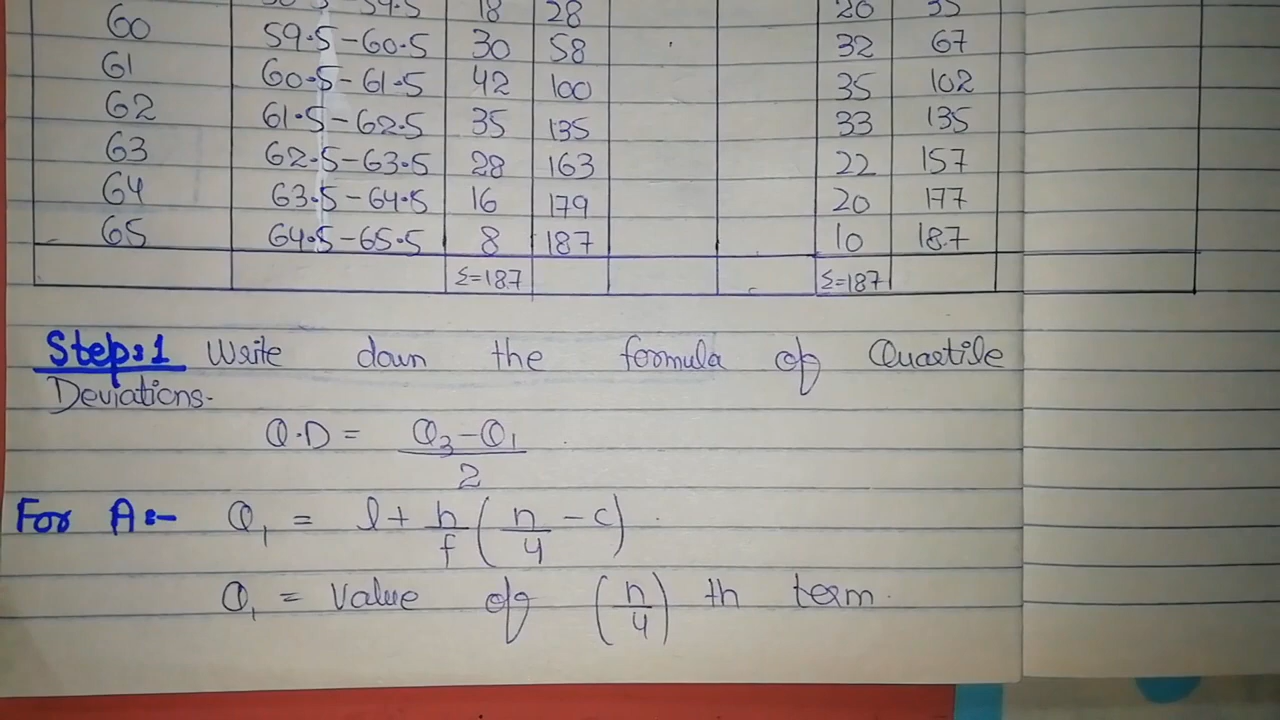 18 28 20
60 59.5-60.5 30 58 32 67
61 60.5-61.5 42 100 35 102
62 61.5-62.5 35 135 33 135
63 62.5-63.5 28 163 22 157
64 63.5-64.5 16 179 20 177
65 64.5-65.5 8 187 10 187
Σ=187 Σ=187
Step:1 Write down the formula of Quartile
Deviations.
Q.D = Q3-Q1 / 2
For A:- Q1 = l + h/f (n/4 - c).
Q1 = Value of (n/4) th term.